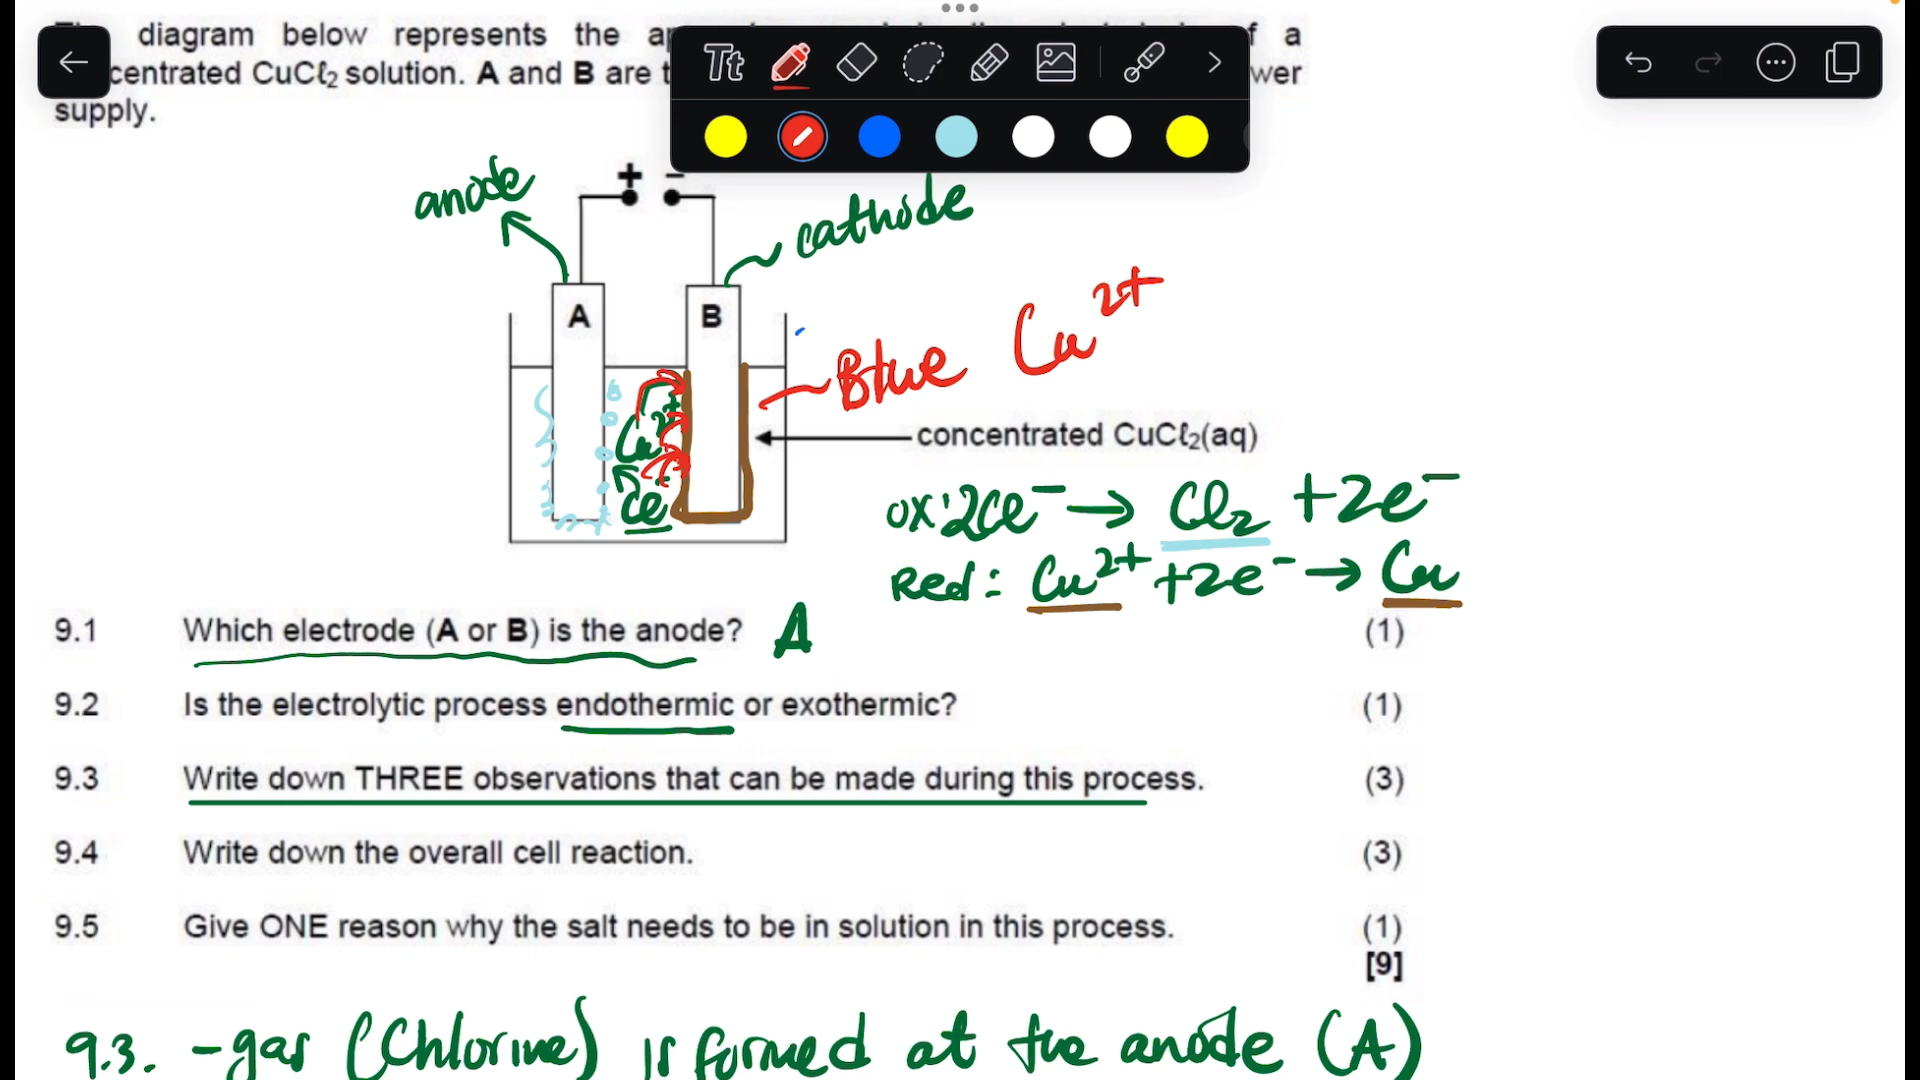 diagram below represents the ap f a
centrated CuCℓ₂ solution. A and B are t wer
supply.
Tt
+ −
anode
cathode
A B
Blue Cu²⁺
Cu²⁺
concentrated CuCℓ₂(aq)
Cℓ⁻
ox: 2Cℓ⁻ → Cℓ₂ + 2e⁻
Red: Cu²⁺ + 2e⁻ → Cu
9.1 Which electrode (A or B) is the anode? A (1)
9.2 Is the electrolytic process endothermic or exothermic? (1)
9.3 Write down THREE observations that can be made during this process. (3)
9.4 Write down the overall cell reaction. (3)
9.5 Give ONE reason why the salt needs to be in solution in this process. (1)
[9]
9.3. - gas (Chlorine) is formed at the anode (A)